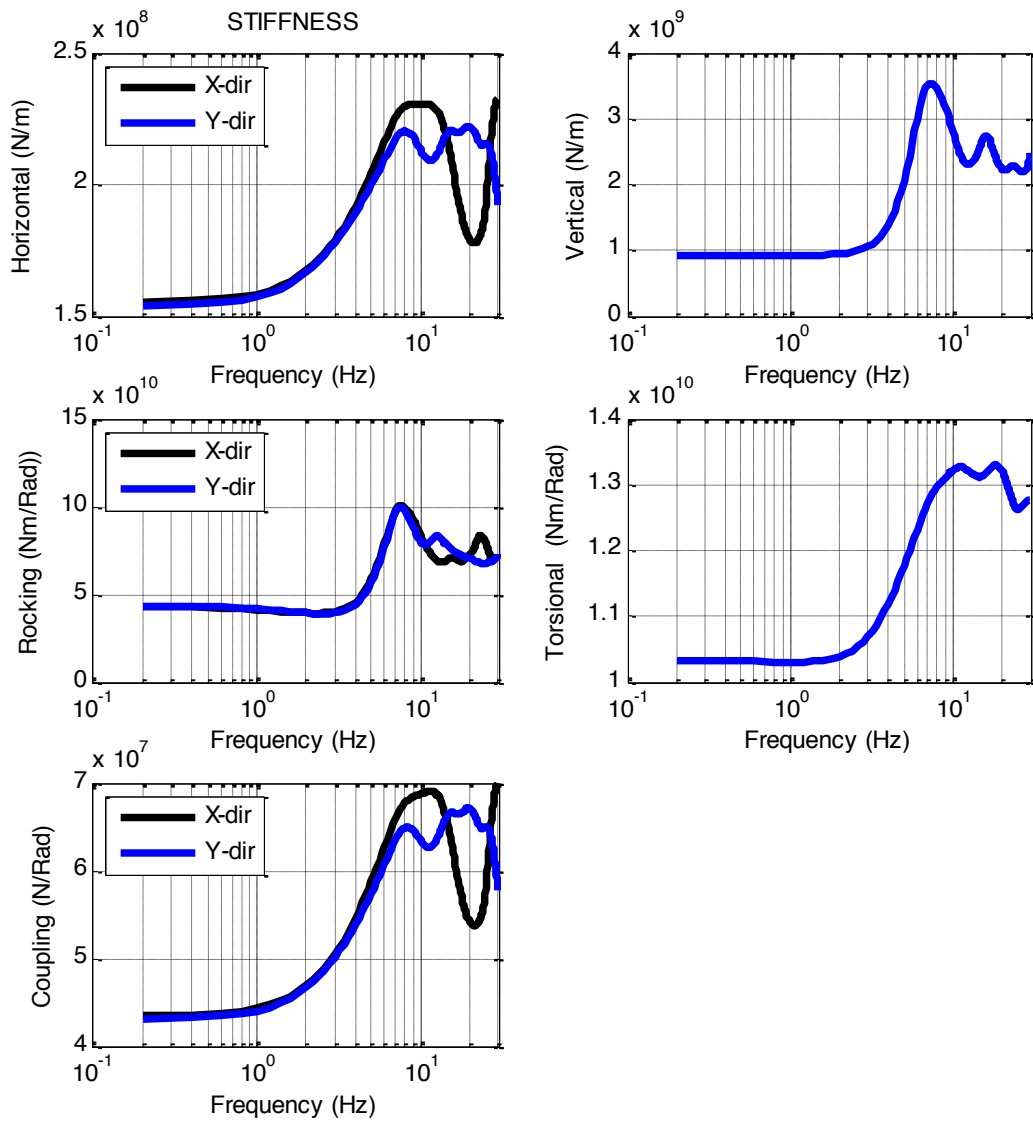 STIFFNESS
x 10^8
2.5
2
1.5
Horizontal (N/m)
X-dir
Y-dir
10^-1
10^0
10^1
Frequency (Hz)
x 10^9
4
3
2
1
0
Vertical (N/m)
10^-1
10^0
10^1
Frequency (Hz)
x 10^10
15
10
5
0
Rocking (Nm/Rad))
X-dir
Y-dir
10^-1
10^0
10^1
Frequency (Hz)
x 10^10
1.4
1.3
1.2
1.1
1
Torsional (Nm/Rad)
10^-1
10^0
10^1
Frequency (Hz)
x 10^7
7
6
5
4
Coupling (N/Rad)
X-dir
Y-dir
10^-1
10^0
10^1
Frequency (Hz)